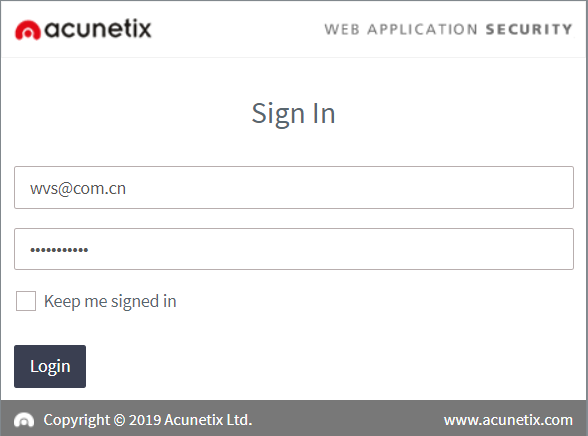 acunetix WEB APPLICATION SECURITY
Sign In
wvs@com.cn
•••••••••••
Keep me signed in
Login
Copyright © 2019 Acunetix Ltd. www.acunetix.com